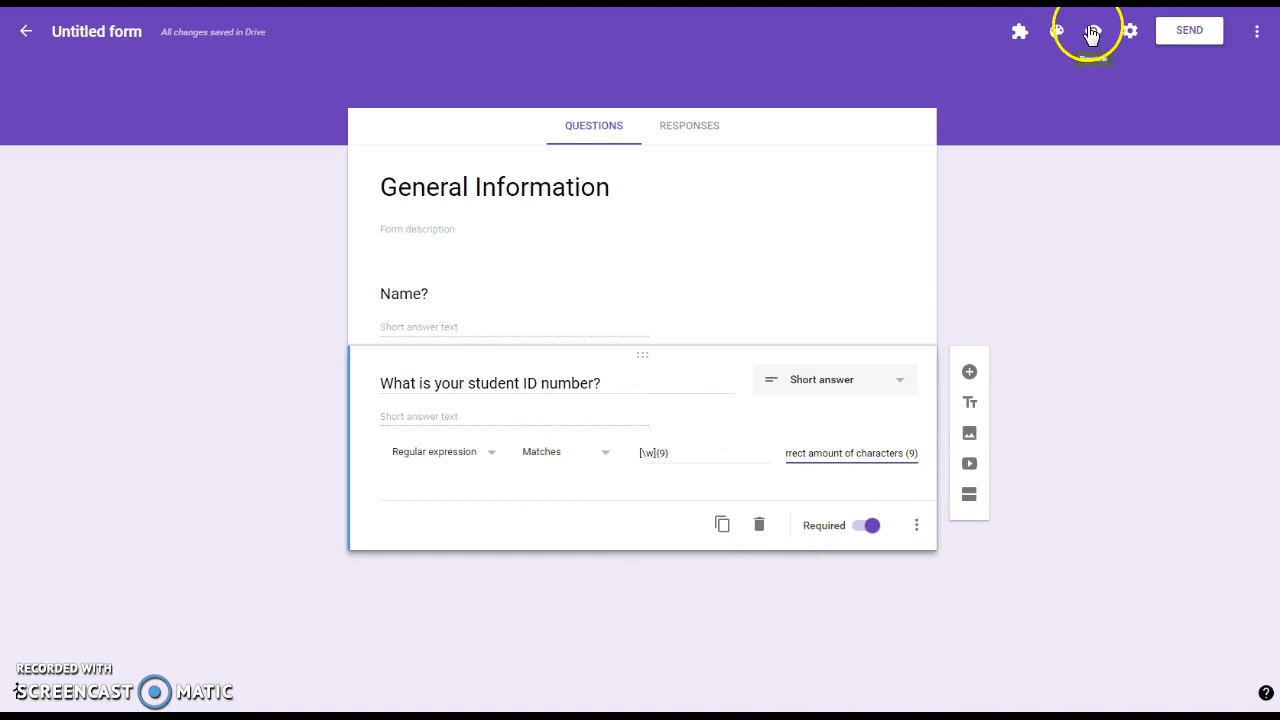 Untitled form
All changes saved in Drive
SEND
QUESTIONS
RESPONSES
General Information
Form description
Name?
Short answer text
What is your student ID number?
Short answer
Short answer text
Regular expression
Matches
[\w]{9}
rrect amount of characters (9)
Tt
Required
RECORDED WITH
SCREENCAST MATIC
?